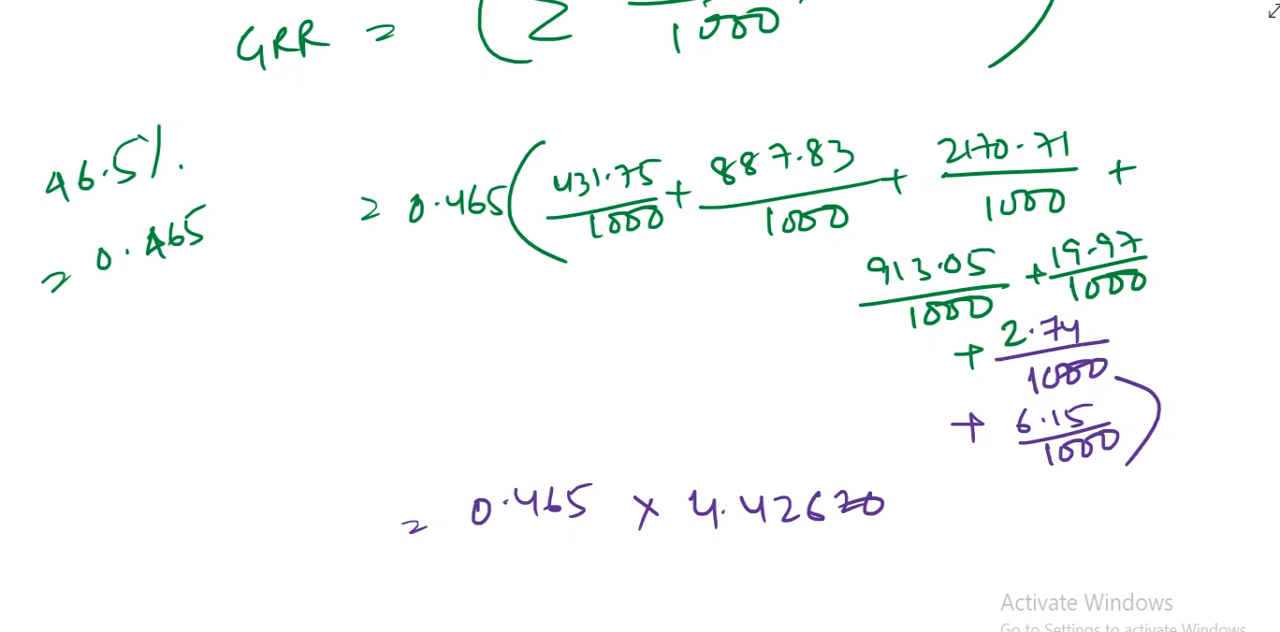 GRR = ( Σ /1000 )
46.5%.
= 0.465
= 0.465 ( 431.75/1000 + 887.83/1000 + 2170.71/1000 +
913.05/1000 + 19.97/1000
+ 2.74/1000
+ 6.15/1000 )
= 0.465 × 4.42670
Activate Windows
Go to Settings to activate Windows